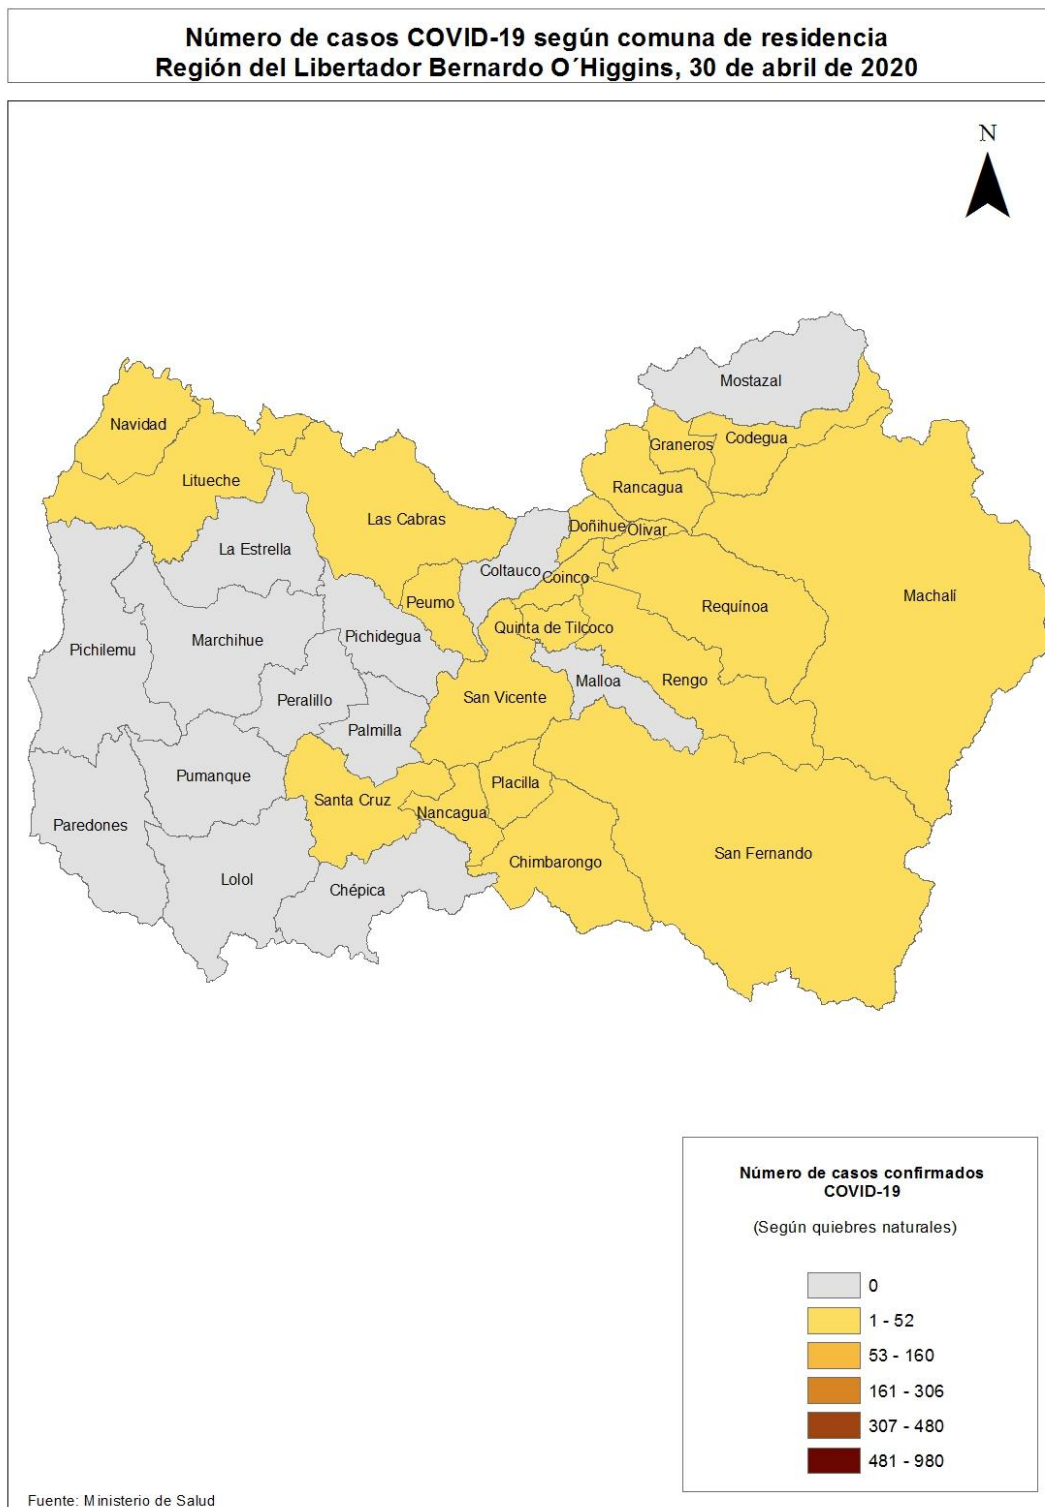 Número de casos COVID-19 según comuna de residencia
Región del Libertador Bernardo O´Higgins, 30 de abril de 2020
N
Mostazal
Navidad
Graneros
Codegua
Litueche
Rancagua
Las Cabras
Doñihue
Olivar
La Estrella
Coltauco
Coinco
Machalí
Peumo
Requínoa
Quinta de Tilcoco
Pichidegua
Marchihue
Pichilemu
Malloa
Rengo
San Vicente
Peralillo
Palmilla
Pumanque
Placilla
Santa Cruz
Nancagua
Paredones
San Fernando
Chimbarongo
Lolol
Chépica
Número de casos confirmados
COVID-19
(Según quiebres naturales)
0
1 - 52
53 - 160
161 - 306
307 - 480
481 - 980
Fuente: Ministerio de Salud